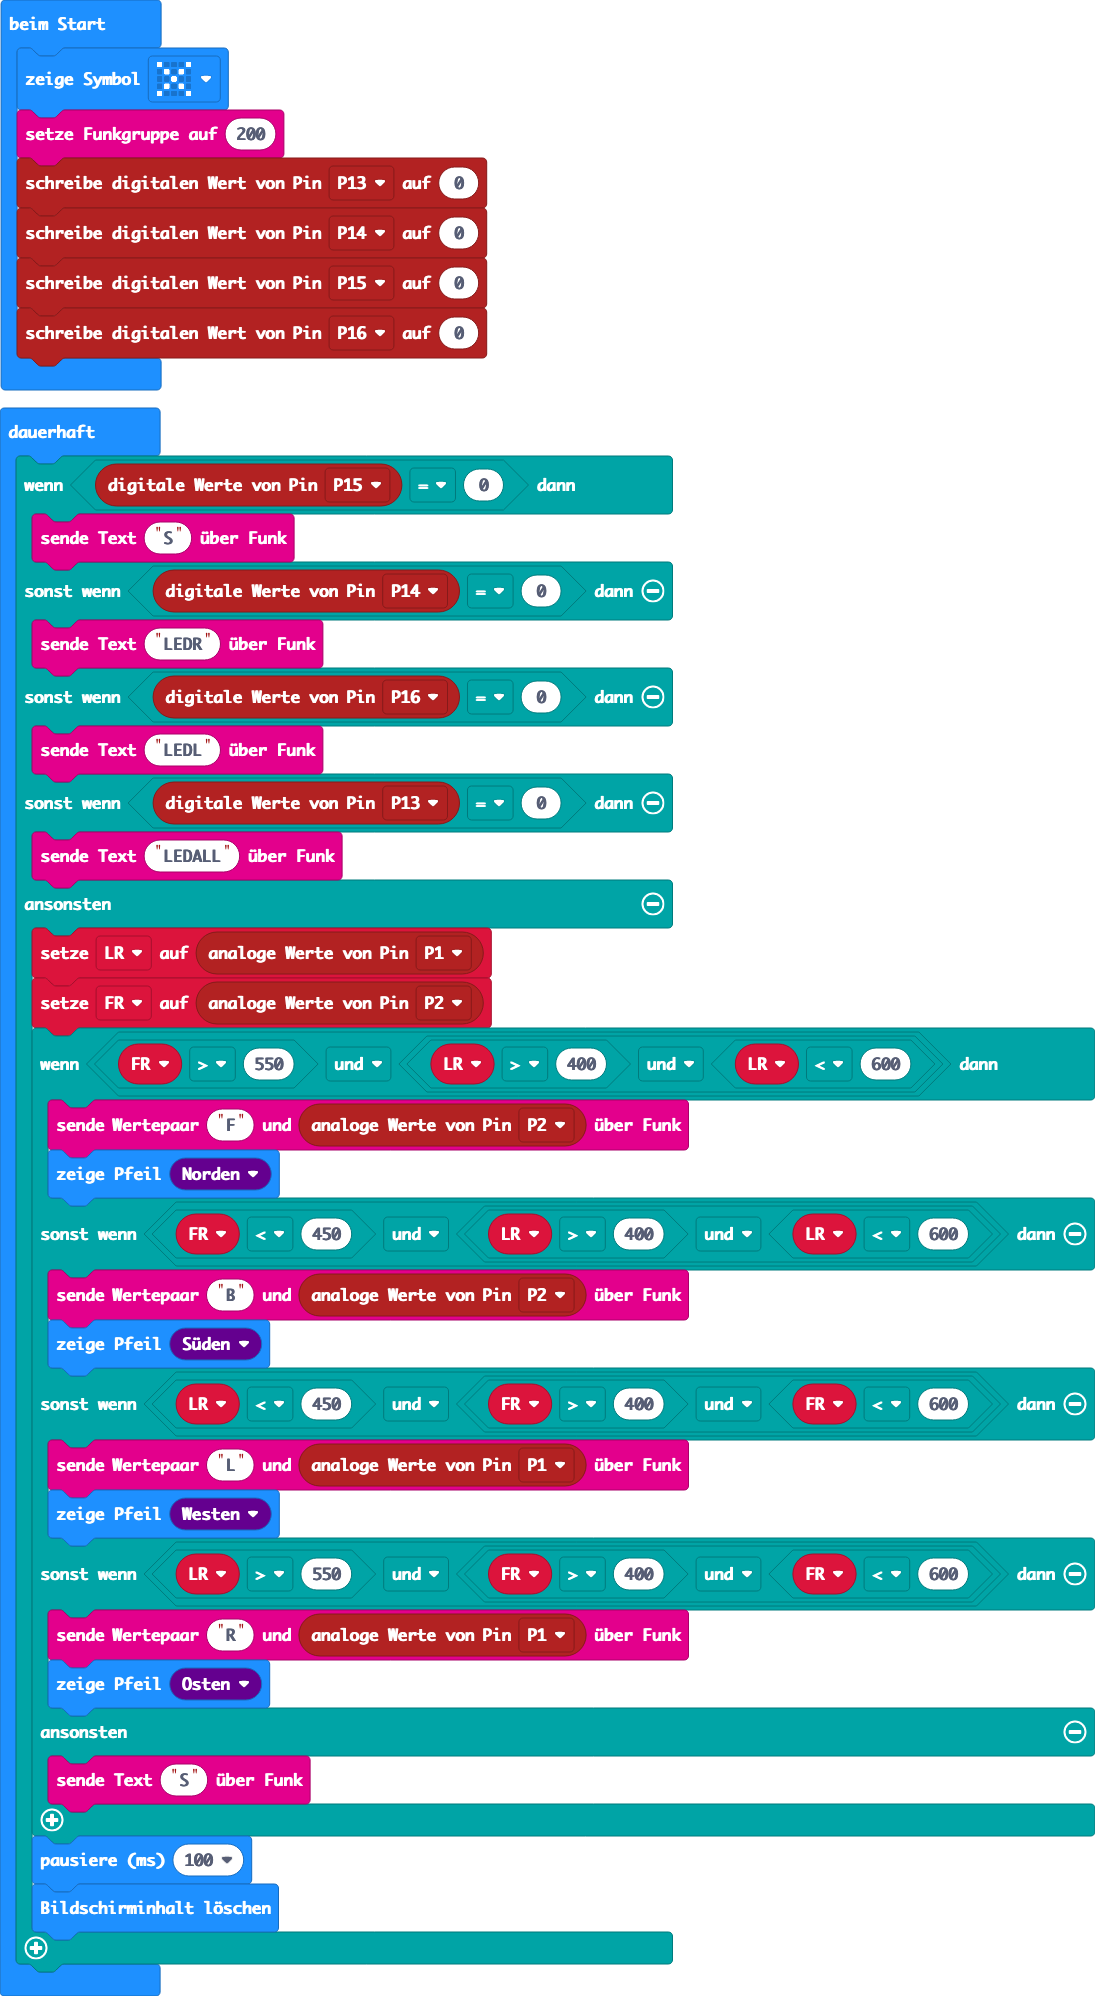 beim Start
zeige Symbol
setze Funkgruppe auf 200
schreibe digitalen Wert von Pin P13 auf 0
schreibe digitalen Wert von Pin P14 auf 0
schreibe digitalen Wert von Pin P15 auf 0
schreibe digitalen Wert von Pin P16 auf 0
dauerhaft
wenn digitale Werte von Pin P15 = 0 dann
sende Text "S" über Funk
sonst wenn digitale Werte von Pin P14 = 0 dann
sende Text "LEDR" über Funk
sonst wenn digitale Werte von Pin P16 = 0 dann
sende Text "LEDL" über Funk
sonst wenn digitale Werte von Pin P13 = 0 dann
sende Text "LEDALL" über Funk
ansonsten
setze LR auf analoge Werte von Pin P1
setze FR auf analoge Werte von Pin P2
wenn FR > 550 und LR > 400 und LR < 600 dann
sende Wertepaar "F" und analoge Werte von Pin P2 über Funk
zeige Pfeil Norden
sonst wenn FR < 450 und LR > 400 und LR < 600 dann
sende Wertepaar "B" und analoge Werte von Pin P2 über Funk
zeige Pfeil Süden
sonst wenn LR < 450 und FR > 400 und FR < 600 dann
sende Wertepaar "L" und analoge Werte von Pin P1 über Funk
zeige Pfeil Westen
sonst wenn LR > 550 und FR > 400 und FR < 600 dann
sende Wertepaar "R" und analoge Werte von Pin P1 über Funk
zeige Pfeil Osten
ansonsten
sende Text "S" über Funk
pausiere (ms) 100
Bildschirminhalt löschen